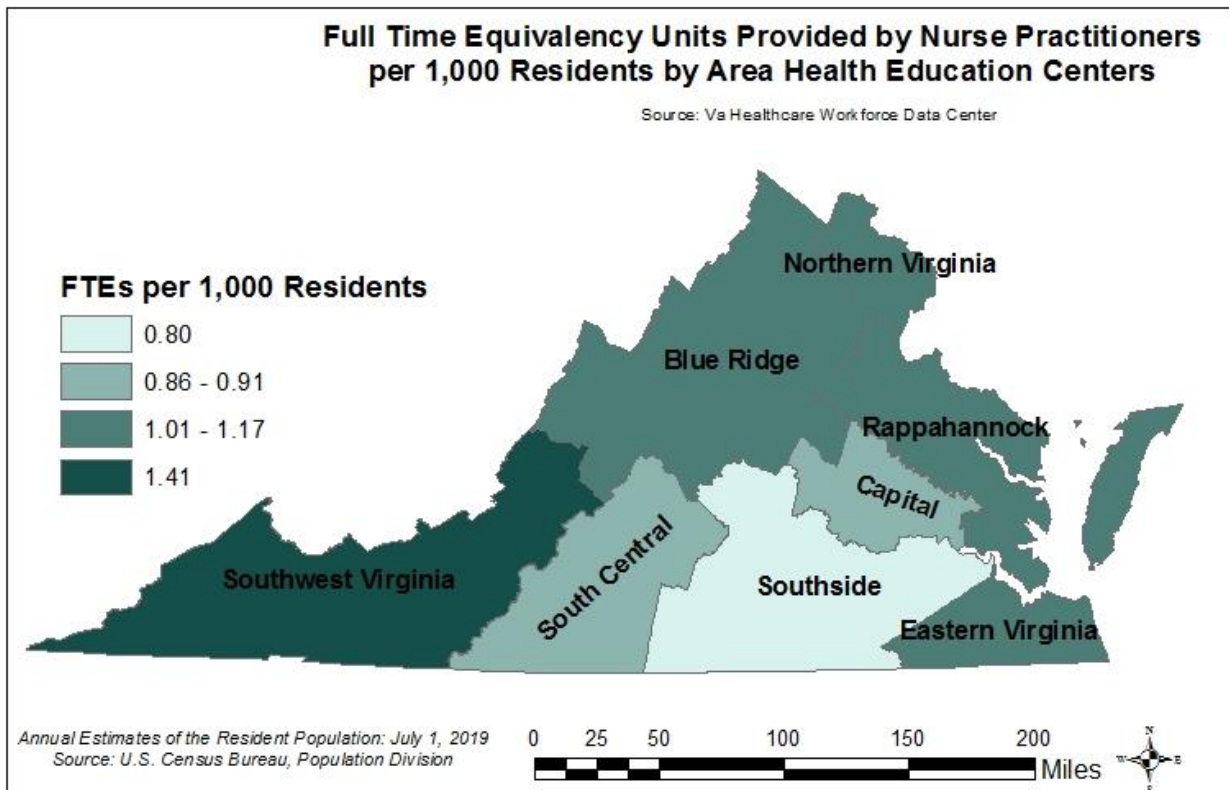 Full Time Equivalency Units Provided by Nurse Practitioners
per 1,000 Residents by Area Health Education Centers
Source: Va Healthcare Workforce Data Center
Northern Virginia
FTEs per 1,000 Residents
0.80
0.86 - 0.91
1.01 - 1.17
1.41
Blue Ridge
Rappahannock
Capital
Southwest Virginia
South Central
Southside
Eastern Virginia
Annual Estimates of the Resident Population: July 1, 2019
Source: U.S. Census Bureau, Population Division
0 25 50 100 150 200
Miles
N
W E
S